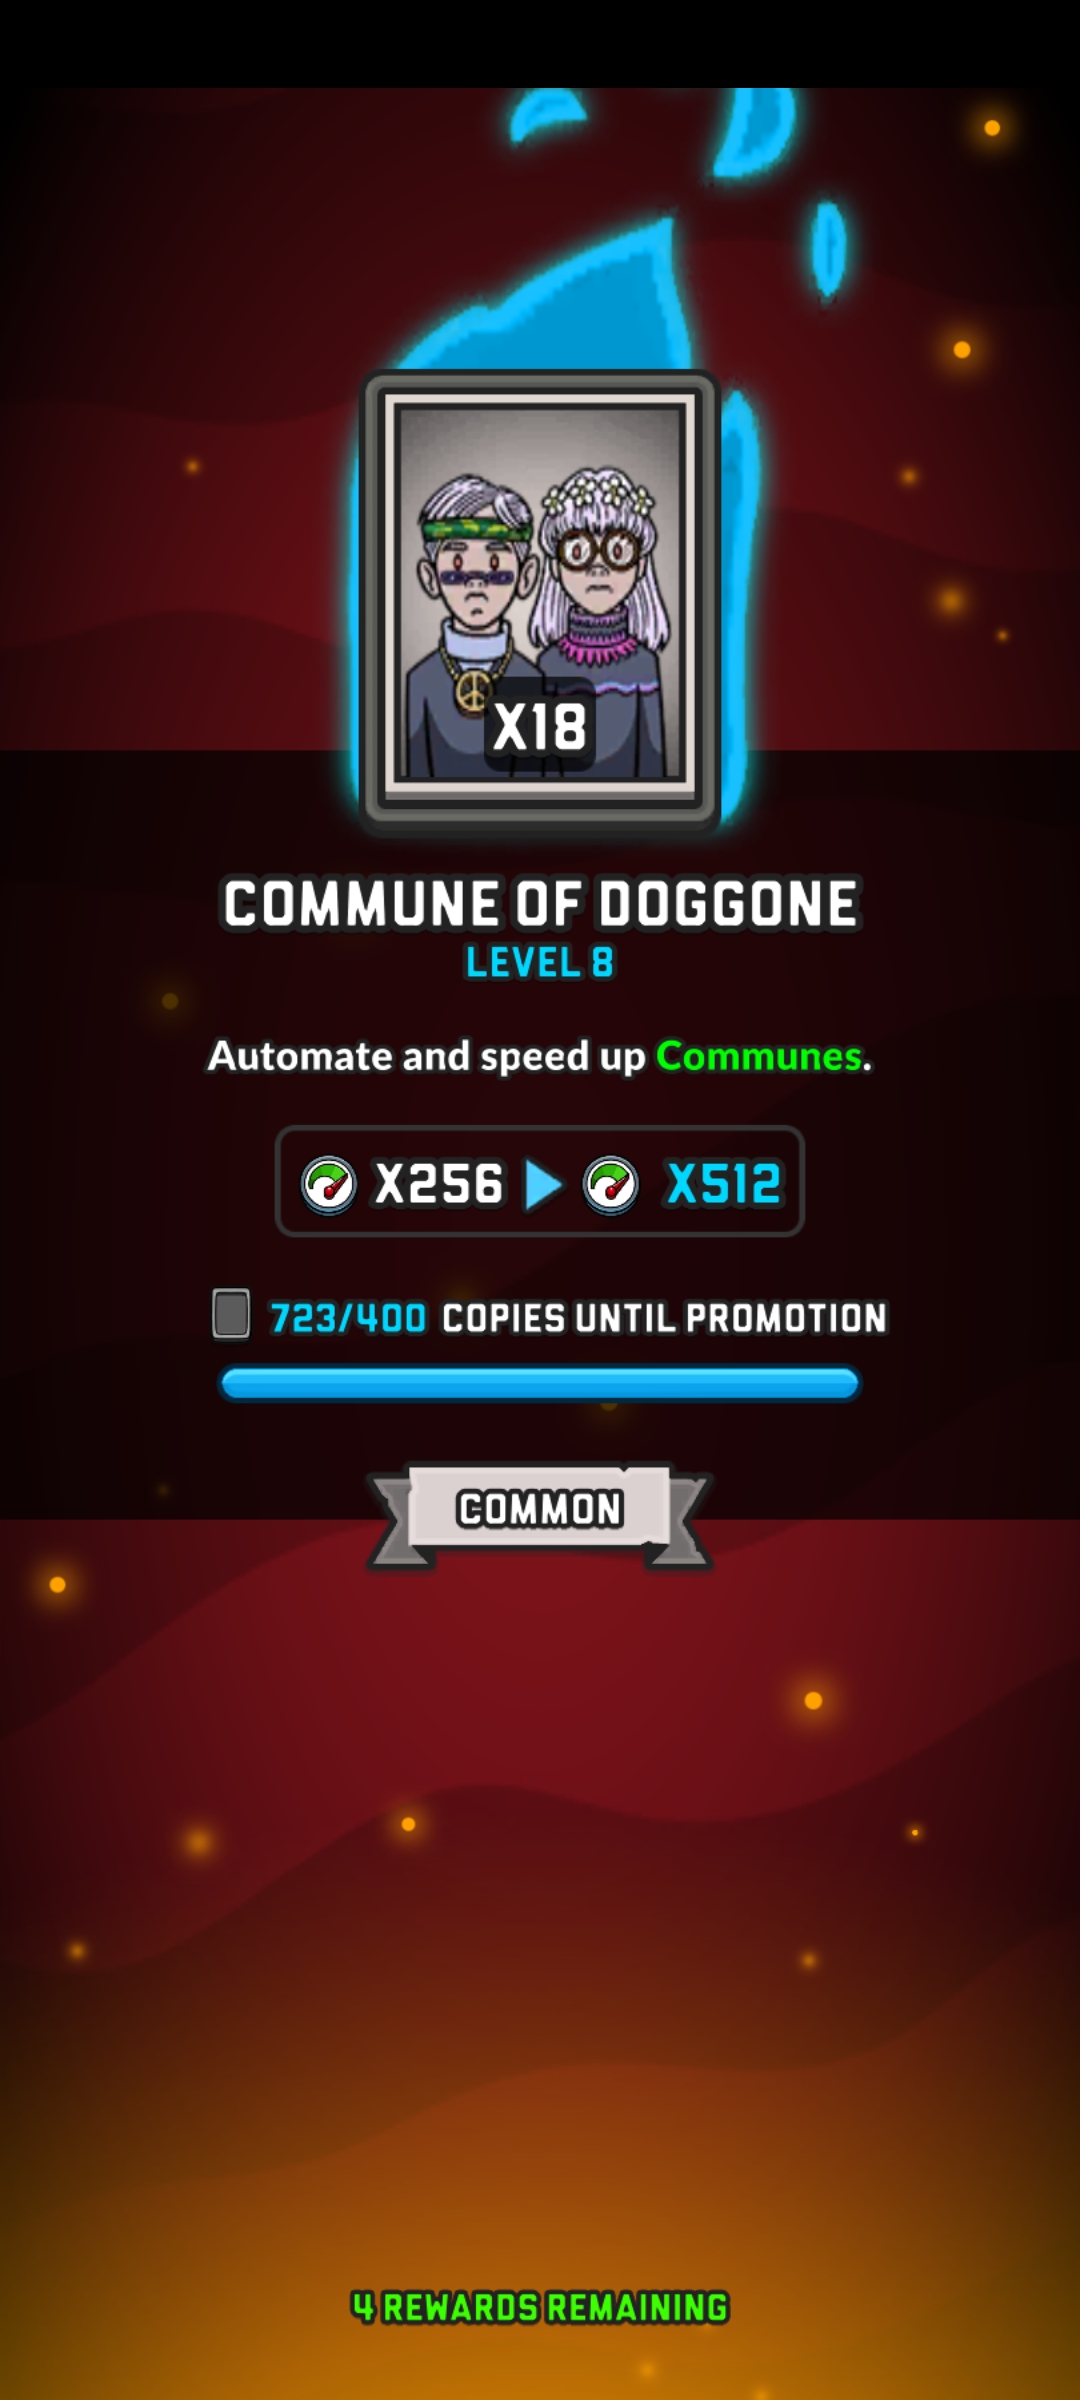 X18
COMMUNE OF DOGGONE
LEVEL 8
Automate and speed up Communes.
X256 X512
723/400 COPIES UNTIL PROMOTION
COMMON
4 REWARDS REMAINING